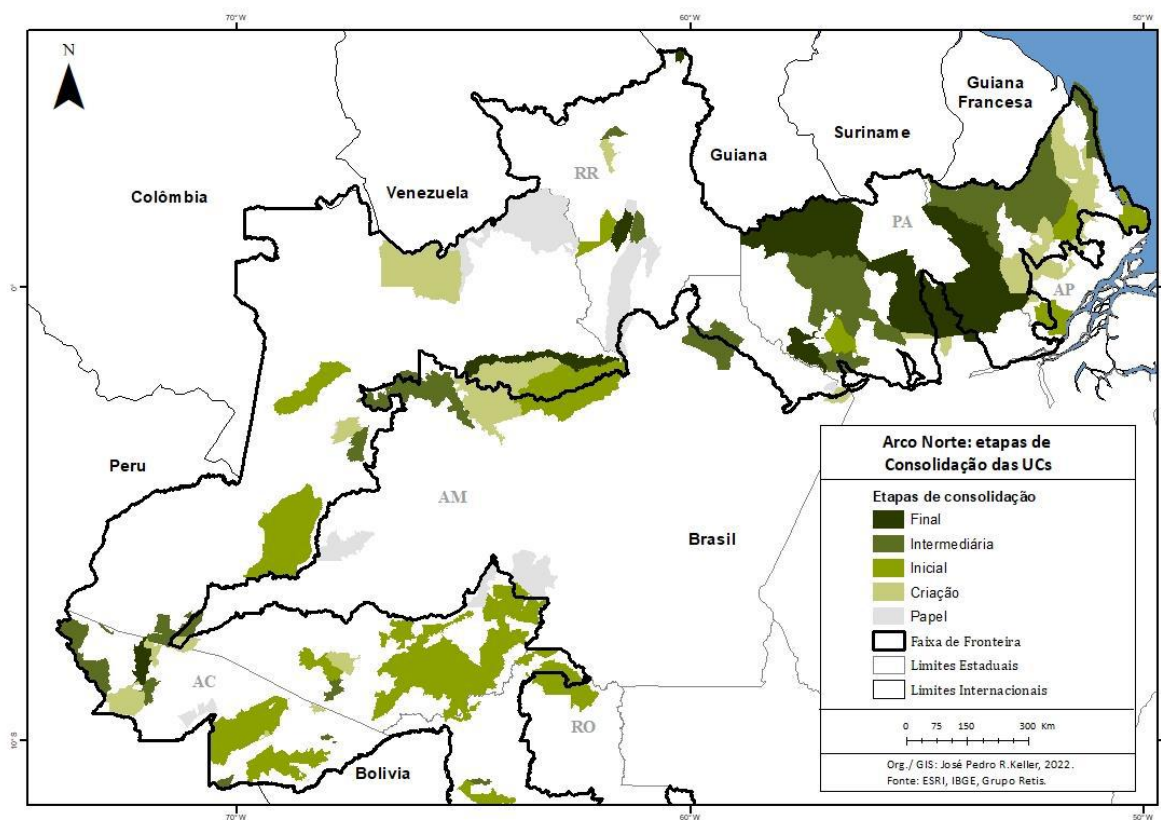 70°W
60°W
50°W
N
Guiana
Francesa
Suriname
Guiana
RR
Venezuela
Colômbia
PA
0°
AP
Peru
AM
Brasil
AC
RO
10°S
Bolivia
Arco Norte: etapas de
Consolidação das UCs
Etapas de consolidação
Final
Intermediária
Inicial
Criação
Papel
Faixa de Fronteira
Limites Estaduais
Limites Internacionais
0 75 150 300 Km
Org./ GIS: José Pedro R.Keller, 2022.
Fonte: ESRI, IBGE, Grupo Retis.
70°W
60°W
50°W